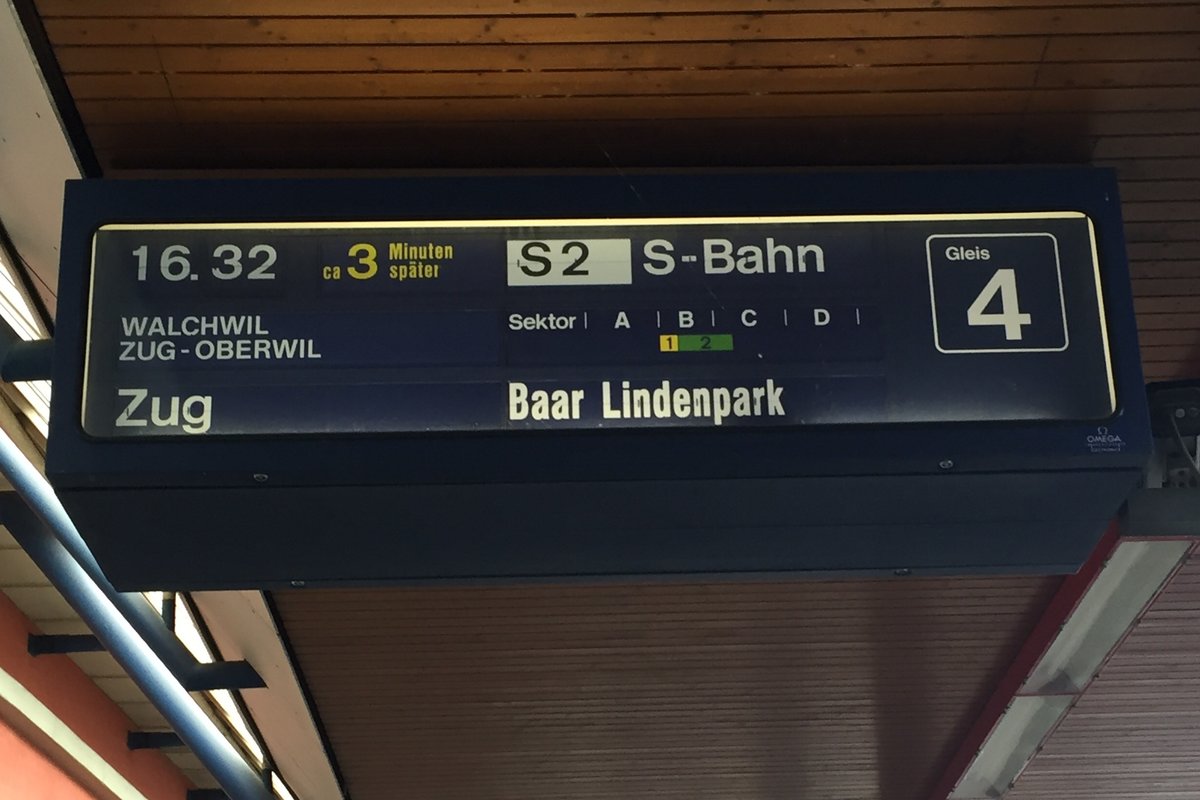 16.32 ca 3 Minuten später S2 S-Bahn Gleis 4
WALCHWIL Sektor A B C D
ZUG-OBERWIL 1 2
Zug Baar Lindenpark
OMEGA